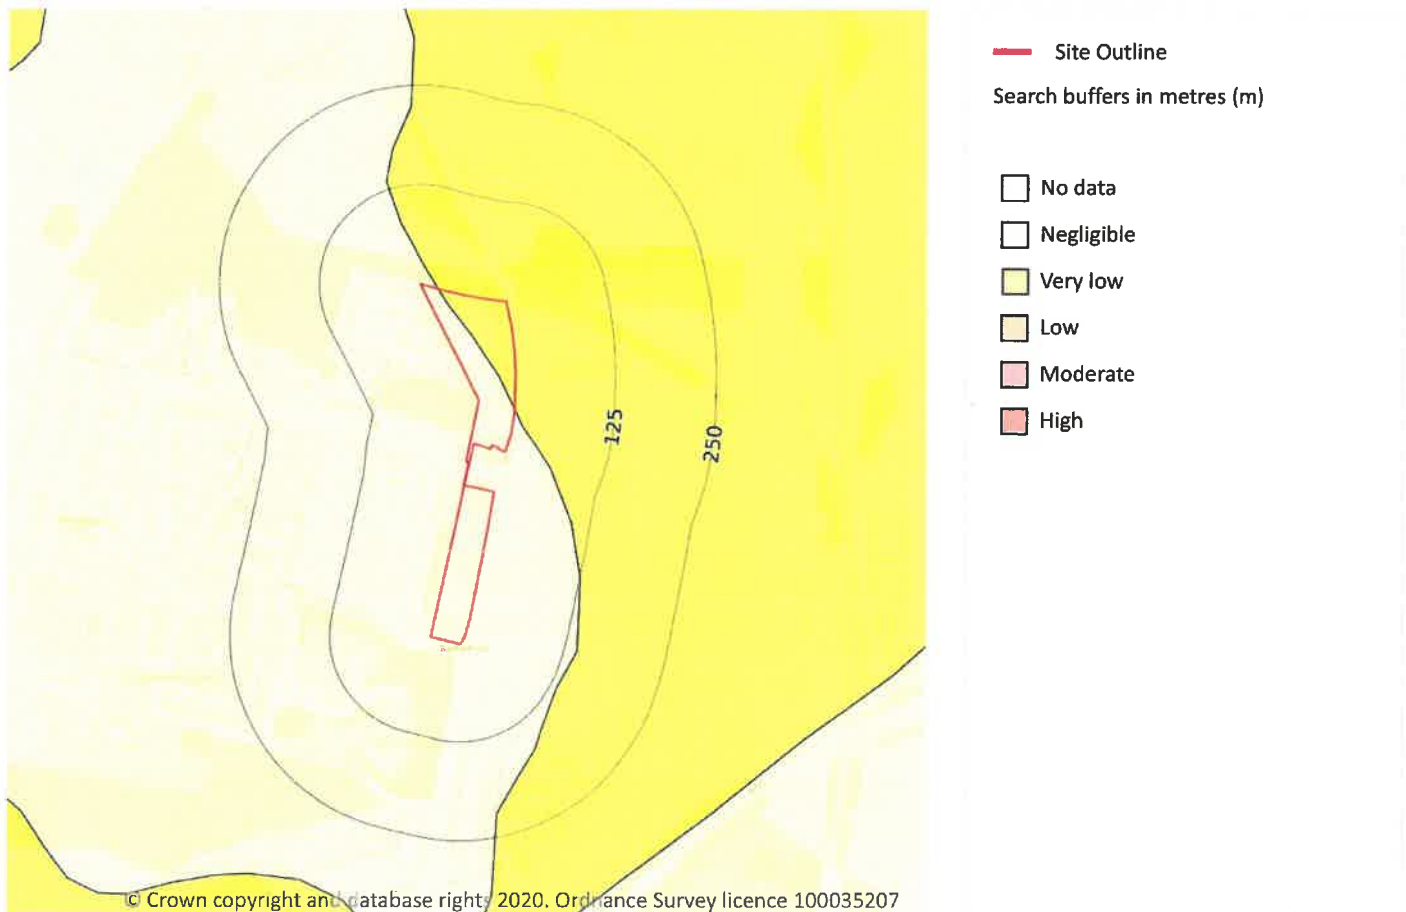 Site Outline
Search buffers in metres (m)
No data
Negligible
Very low
Low
Moderate
High
125
250
© Crown copyright and database rights 2020. Ordnance Survey licence 100035207